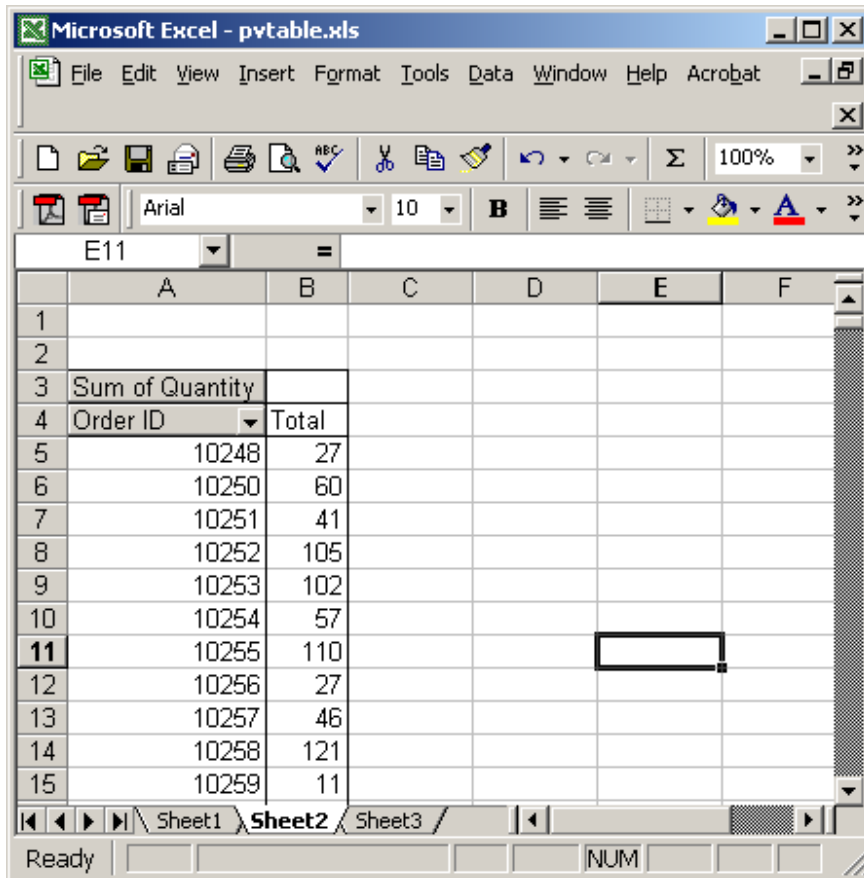 Microsoft Excel - pvtable.xls
File Edit View Insert Format Tools Data Window Help Acrobat
ABC Σ 100% »
Arial 10 B A »
E11 =
A B C D E F
1
2
3 Sum of Quantity
4 Order ID Total
5 10248 27
6 10250 60
7 10251 41
8 10252 105
9 10253 102
10 10254 57
11 10255 110
12 10256 27
13 10257 46
14 10258 121
15 10259 11
Sheet1 Sheet2 Sheet3
Ready NUM